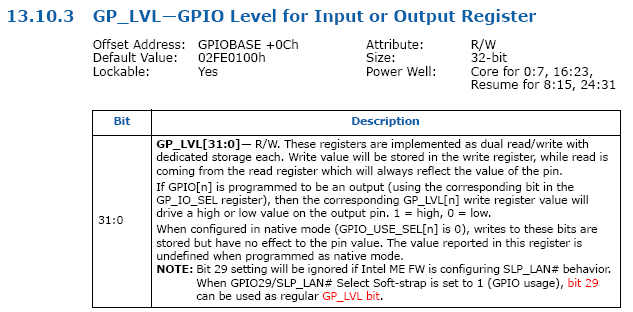 13.10.3 GP_LVL—GPIO Level for Input or Output Register
Offset Address: GPIOBASE +0Ch Attribute: R/W
Default Value: 02FE0100h Size: 32-bit
Lockable: Yes Power Well: Core for 0:7, 16:23,
Resume for 8:15, 24:31
Bit Description
31:0
GP_LVL[31:0]— R/W. These registers are implemented as dual read/write with
dedicated storage each. Write value will be stored in the write register, while read is
coming from the read register which will always reflect the value of the pin.
If GPIO[n] is programmed to be an output (using the corresponding bit in the
GP_IO_SEL register), then the corresponding GP_LVL[n] write register value will
drive a high or low value on the output pin. 1 = high, 0 = low.
When configured in native mode (GPIO_USE_SEL[n] is 0), writes to these bits are
stored but have no effect to the pin value. The value reported in this register is
undefined when programmed as native mode.
NOTE: Bit 29 setting will be ignored if Intel ME FW is configuring SLP_LAN# behavior.
When GPIO29/SLP_LAN# Select Soft-strap is set to 1 (GPIO usage), bit 29
can be used as regular GP_LVL bit.